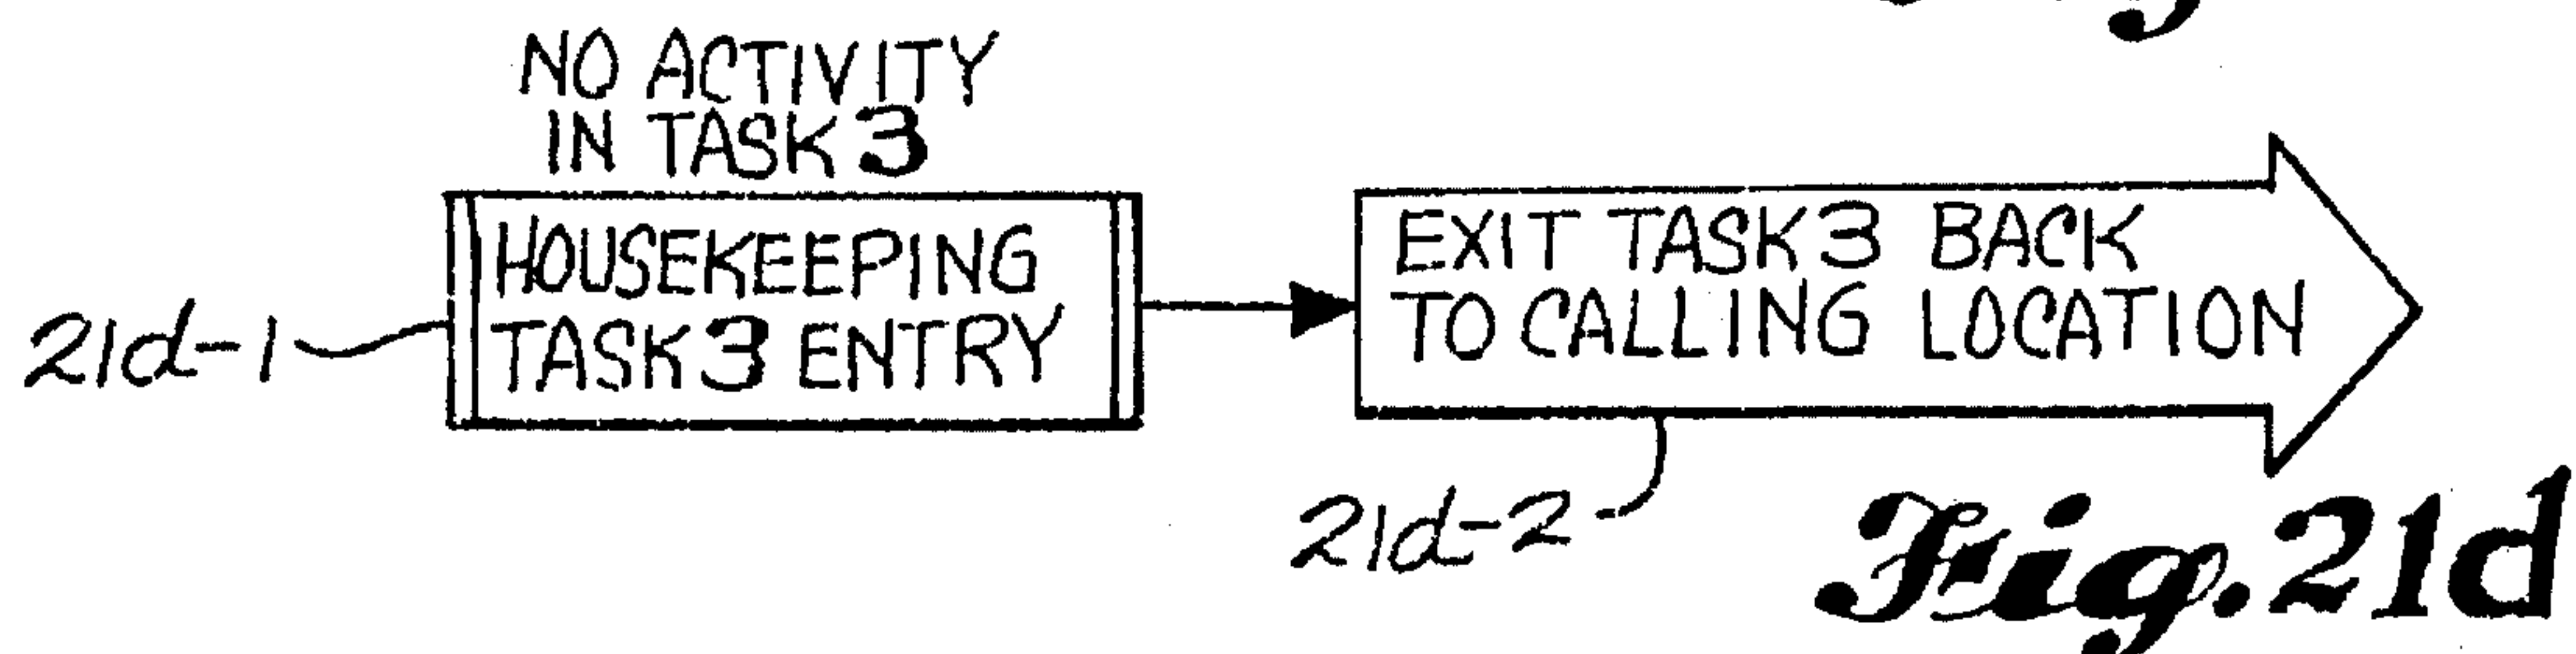 NO ACTIVITY
IN TASK 3
HOUSEKEEPING
TASK 3 ENTRY
21d-1
EXIT TASK 3 BACK
TO CALLING LOCATION
21d-2
Fig. 21d